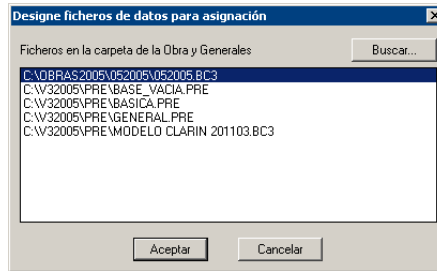 Designe ficheros de datos para asignación
Ficheros en la carpeta de la Obra y Generales
Buscar...
C:\OBRAS2005\052005\052005.BC3
C:\V32005\PRE\BASE_VACIA.PRE
C:\V32005\PRE\BASICA.PRE
C:\V32005\PRE\GENERAL.PRE
C:\V32005\PRE\MODELO CLARIN 201103.BC3
Aceptar
Cancelar